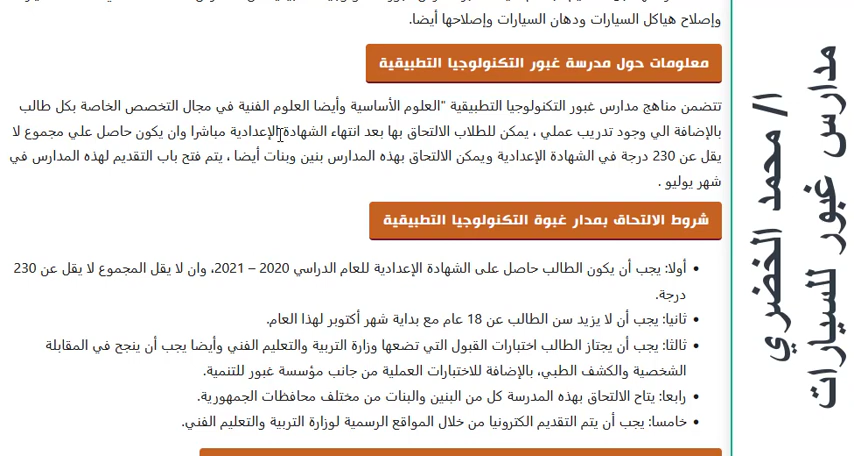 وإصلاح هياكل السيارات ودهان السيارات وإصلاحها أيضا.
معلومات حول مدرسة غبور التكنولوجيا التطبيقية
تتضمن مناهج مدارس غبور التكنولوجيا التطبيقية "العلوم الأساسية وأيضا العلوم الفنية في مجال التخصص الخاصة بكل طالب
بالإضافة الي وجود تدريب عملي ، يمكن للطلاب الالتحاق بها بعد انتهاء الشهادة الإعدادية مباشرا وان يكون حاصل علي مجموع لا
يقل عن 230 درجة في الشهادة الإعدادية ويمكن الالتحاق بهذه المدارس بنين وبنات أيضا ، يتم فتح باب التقديم لهذه المدارس في
شهر يوليو .
شروط الالتحاق بمدار غبوة التكنولوجيا التطبيقية
أولا: يجب أن يكون الطالب حاصل على الشهادة الإعدادية للعام الدراسي 2020 – 2021، وان لا يقل المجموع لا يقل عن 230
درجة.
ثانيا: يجب أن لا يزيد سن الطالب عن 18 عام مع بداية شهر أكتوبر لهذا العام.
ثالثا: يجب أن يجتاز الطالب اختبارات القبول التي تضعها وزارة التربية والتعليم الفني وأيضا يجب أن ينجح في المقابلة
الشخصية والكشف الطبي، بالإضافة للاختبارات العملية من جانب مؤسسة غبور للتنمية.
رابعا: يتاح الالتحاق بهذه المدرسة كل من البنين والبنات من مختلف محافظات الجمهورية.
خامسا: يجب أن يتم التقديم الكترونيا من خلال المواقع الرسمية لوزارة التربية والتعليم الفني.
مدارس غبور للسيارات
ا/ محمد الخضري